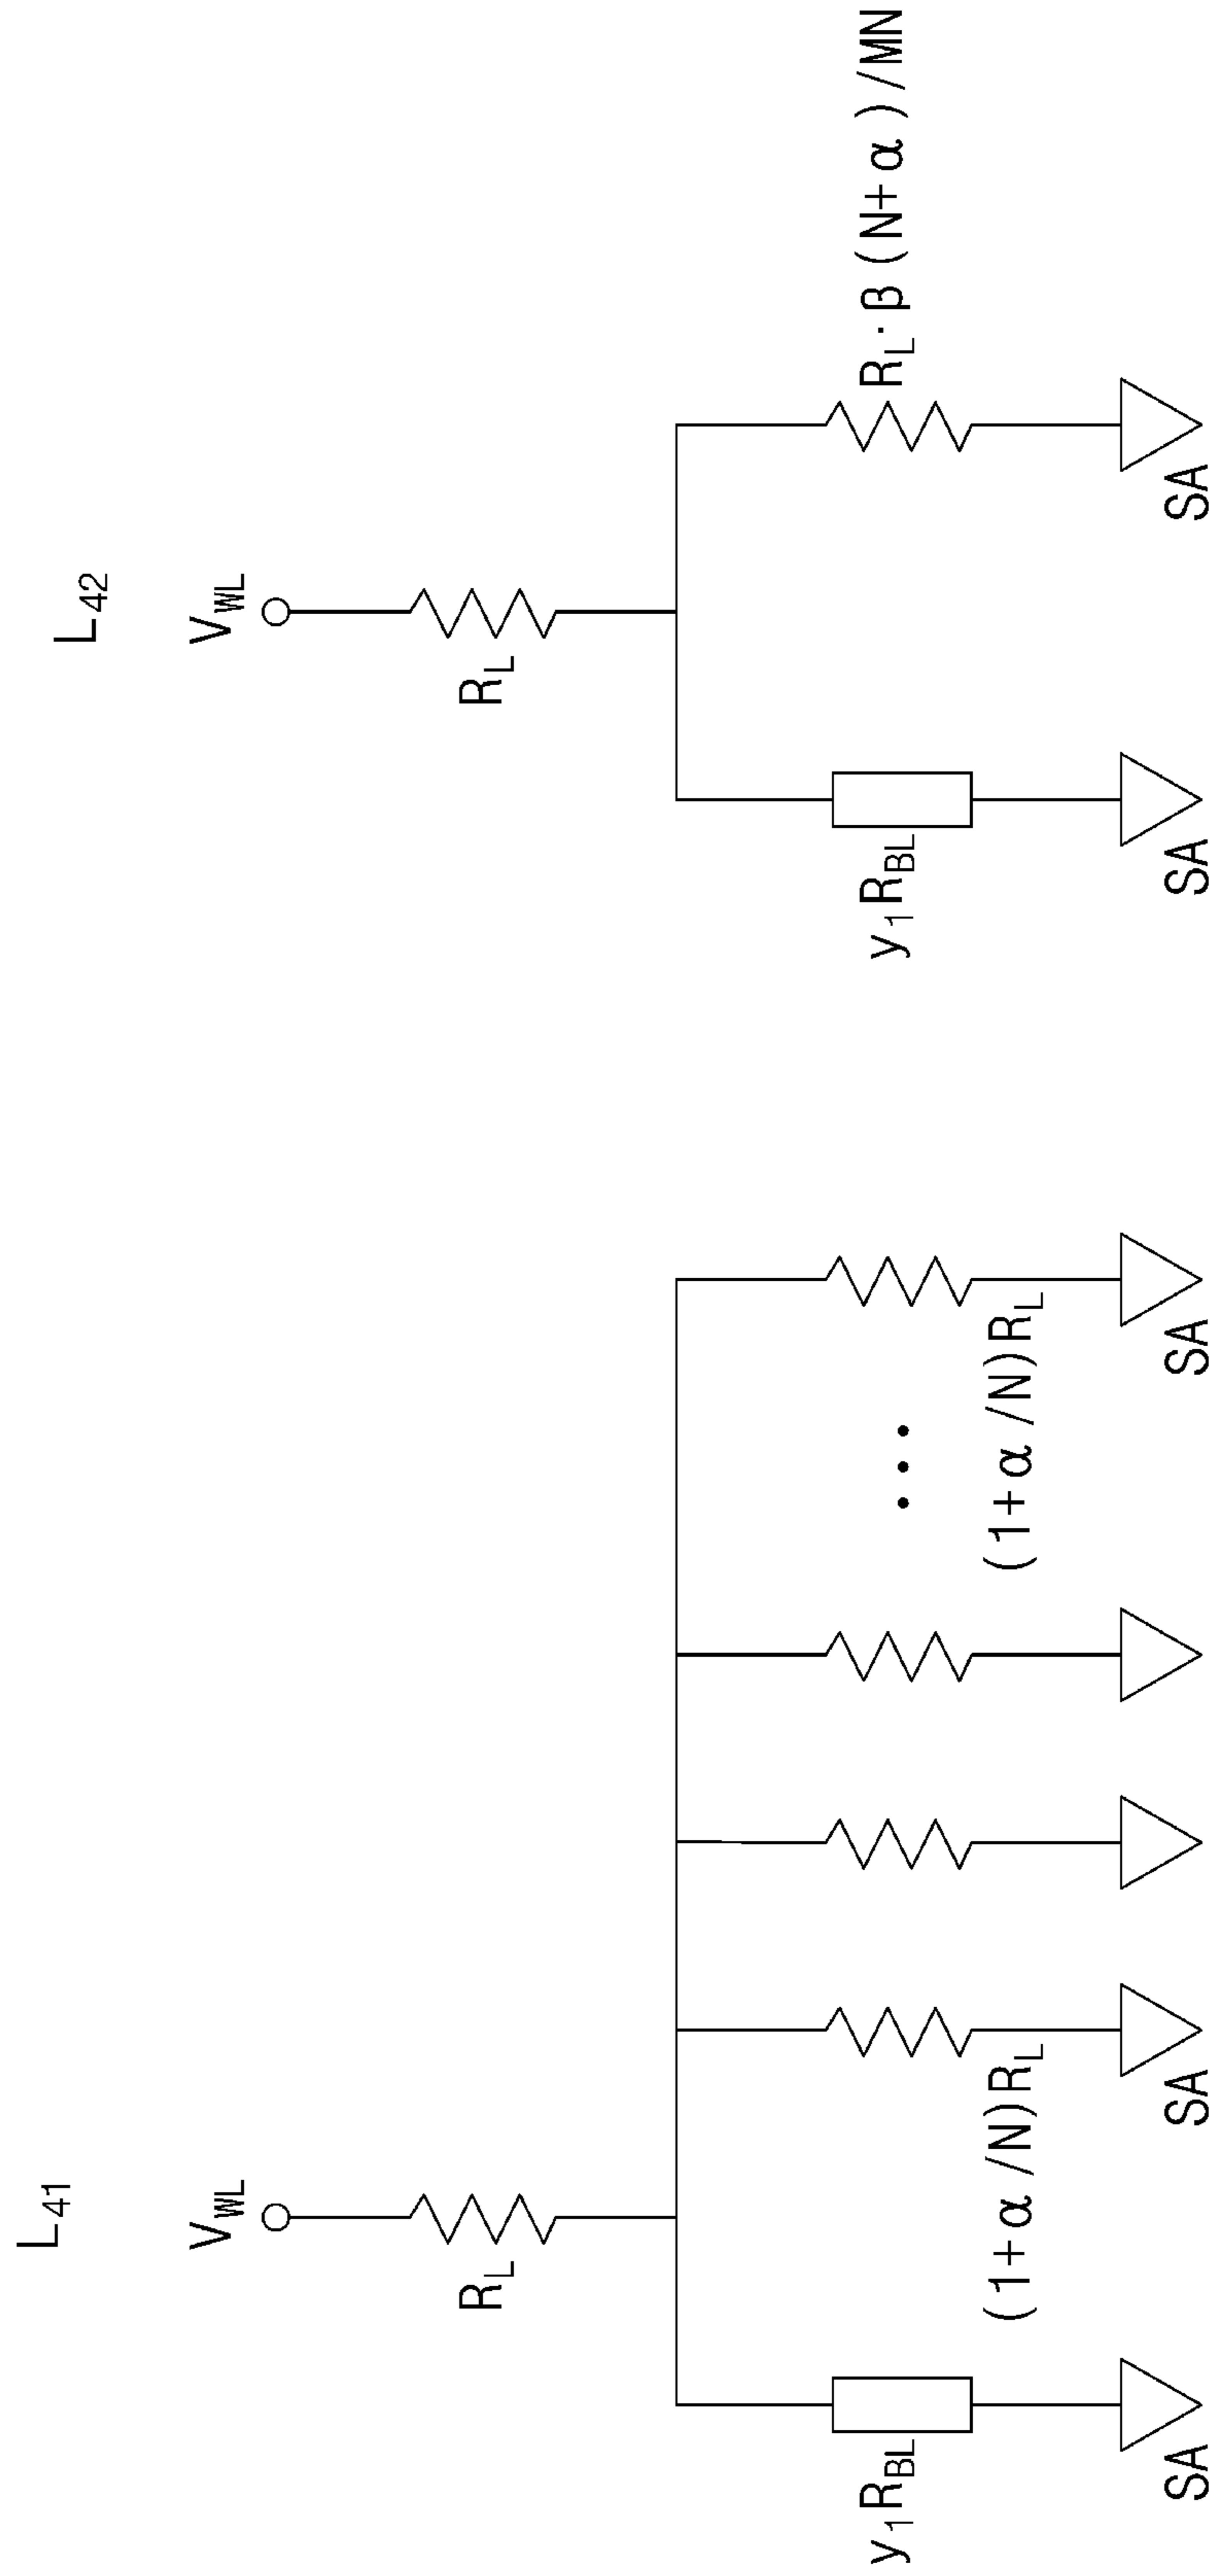 L41
VWL
RL
y1RBL
(1+α/N)RL
• • •
(1+α/N)RL
SA
SA
SA
L42
VWL
RL
y1RBL
RL·β(N+α)/MN
SA
SA